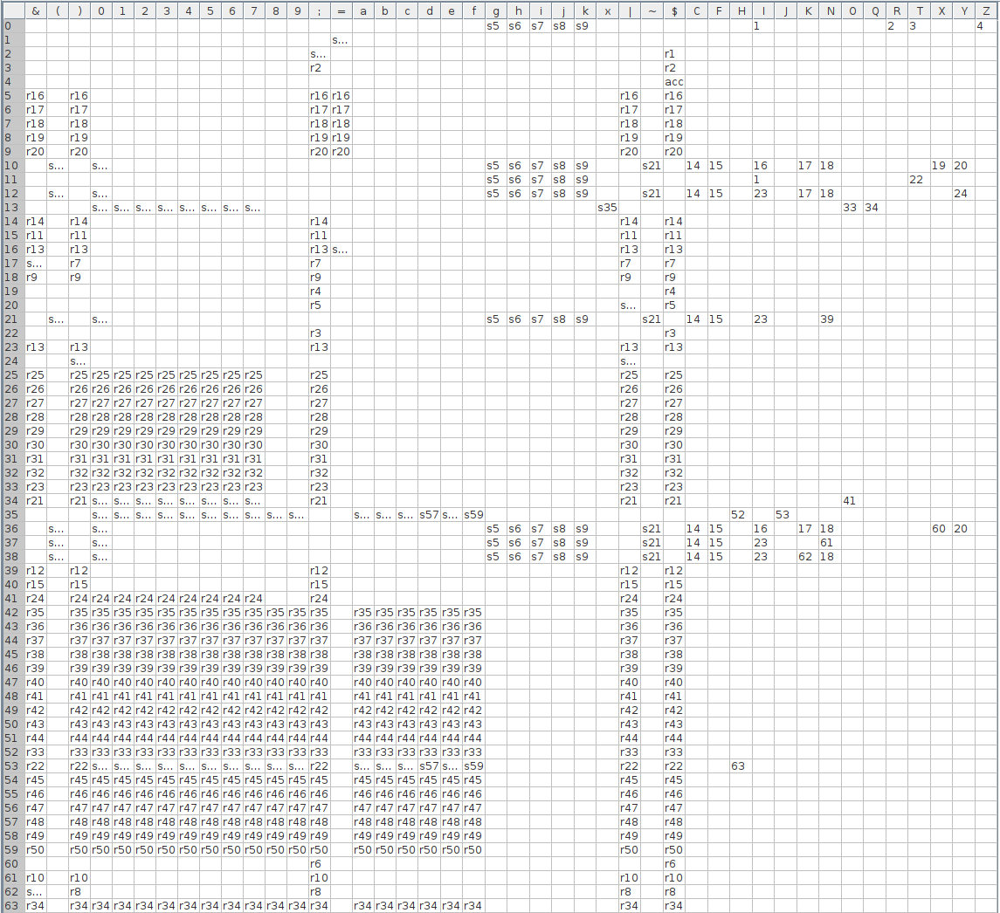 & ( ) 0 1 2 3 4 5 6 7 8 9 ; = a b c d e f g h i j k x | ~ $ C F H I J K N O Q R T X Y Z
0 s5 s6 s7 s8 s9 1 2 3 4
1 s...
2 s... r1
3 r2 r2
4 acc
5 r16 r16 r16 r16 r16 r16
6 r17 r17 r17 r17 r17 r17
7 r18 r18 r18 r18 r18 r18
8 r19 r19 r19 r19 r19 r19
9 r20 r20 r20 r20 r20 r20
10 s... s... s5 s6 s7 s8 s9 s21 14 15 16 17 18 19 20
11 s5 s6 s7 s8 s9 1 22
12 s... s... s5 s6 s7 s8 s9 s21 14 15 23 17 18 24
13 s... s... s... s... s... s... s... s... s35 33 34
14 r14 r14 r14 r14 r14
15 r11 r11 r11 r11 r11
16 r13 r13 r13 s... r13 r13
17 s... r7 r7 r7 r7
18 r9 r9 r9 r9 r9
19 r4 r4
20 r5 s... r5
21 s... s... s5 s6 s7 s8 s9 s21 14 15 23 39
22 r3 r3
23 r13 r13 r13 r13 r13
24 s... s...
25 r25 r25 r25 r25 r25 r25 r25 r25 r25 r25 r25 r25 r25
26 r26 r26 r26 r26 r26 r26 r26 r26 r26 r26 r26 r26 r26
27 r27 r27 r27 r27 r27 r27 r27 r27 r27 r27 r27 r27 r27
28 r28 r28 r28 r28 r28 r28 r28 r28 r28 r28 r28 r28 r28
29 r29 r29 r29 r29 r29 r29 r29 r29 r29 r29 r29 r29 r29
30 r30 r30 r30 r30 r30 r30 r30 r30 r30 r30 r30 r30 r30
31 r31 r31 r31 r31 r31 r31 r31 r31 r31 r31 r31 r31 r31
32 r32 r32 r32 r32 r32 r32 r32 r32 r32 r32 r32 r32 r32
33 r23 r23 r23 r23 r23 r23 r23 r23 r23 r23 r23 r23 r23
34 r21 r21 s... s... s... s... s... s... s... s... r21 r21 r21 41
35 s... s... s... s... s... s... s... s... s... s... s... s... s... s57 s... s59 52 53
36 s... s... s5 s6 s7 s8 s9 s21 14 15 16 17 18 60 20
37 s... s... s5 s6 s7 s8 s9 s21 14 15 23 61
38 s... s... s5 s6 s7 s8 s9 s21 14 15 23 62 18
39 r12 r12 r12 r12 r12
40 r15 r15 r15 r15 r15
41 r24 r24 r24 r24 r24 r24 r24 r24 r24 r24 r24 r24 r24
42 r35 r35 r35 r35 r35 r35 r35 r35 r35 r35 r35 r35 r35 r35 r35 r35 r35 r35 r35 r35 r35
43 r36 r36 r36 r36 r36 r36 r36 r36 r36 r36 r36 r36 r36 r36 r36 r36 r36 r36 r36 r36 r36
44 r37 r37 r37 r37 r37 r37 r37 r37 r37 r37 r37 r37 r37 r37 r37 r37 r37 r37 r37 r37 r37
45 r38 r38 r38 r38 r38 r38 r38 r38 r38 r38 r38 r38 r38 r38 r38 r38 r38 r38 r38 r38 r38
46 r39 r39 r39 r39 r39 r39 r39 r39 r39 r39 r39 r39 r39 r39 r39 r39 r39 r39 r39 r39 r39
47 r40 r40 r40 r40 r40 r40 r40 r40 r40 r40 r40 r40 r40 r40 r40 r40 r40 r40 r40 r40 r40
48 r41 r41 r41 r41 r41 r41 r41 r41 r41 r41 r41 r41 r41 r41 r41 r41 r41 r41 r41 r41 r41
49 r42 r42 r42 r42 r42 r42 r42 r42 r42 r42 r42 r42 r42 r42 r42 r42 r42 r42 r42 r42 r42
50 r43 r43 r43 r43 r43 r43 r43 r43 r43 r43 r43 r43 r43 r43 r43 r43 r43 r43 r43 r43 r43
51 r44 r44 r44 r44 r44 r44 r44 r44 r44 r44 r44 r44 r44 r44 r44 r44 r44 r44 r44 r44 r44
52 r33 r33 r33 r33 r33 r33 r33 r33 r33 r33 r33 r33 r33 r33 r33 r33 r33 r33 r33 r33 r33
53 r22 r22 s... s... s... s... s... s... s... s... s... s... r22 s... s... s... s57 s... s59 r22 r22 63
54 r45 r45 r45 r45 r45 r45 r45 r45 r45 r45 r45 r45 r45 r45 r45 r45 r45 r45 r45 r45 r45
55 r46 r46 r46 r46 r46 r46 r46 r46 r46 r46 r46 r46 r46 r46 r46 r46 r46 r46 r46 r46 r46
56 r47 r47 r47 r47 r47 r47 r47 r47 r47 r47 r47 r47 r47 r47 r47 r47 r47 r47 r47 r47 r47
57 r48 r48 r48 r48 r48 r48 r48 r48 r48 r48 r48 r48 r48 r48 r48 r48 r48 r48 r48 r48 r48
58 r49 r49 r49 r49 r49 r49 r49 r49 r49 r49 r49 r49 r49 r49 r49 r49 r49 r49 r49 r49 r49
59 r50 r50 r50 r50 r50 r50 r50 r50 r50 r50 r50 r50 r50 r50 r50 r50 r50 r50 r50 r50 r50
60 r6 r6
61 r10 r10 r10 r10 r10
62 s... r8 r8 r8 r8
63 r34 r34 r34 r34 r34 r34 r34 r34 r34 r34 r34 r34 r34 r34 r34 r34 r34 r34 r34 r34 r34